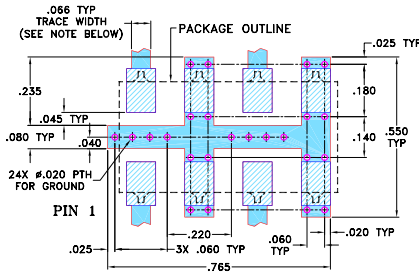 .066 TYP
TRACE WIDTH
(SEE NOTE BELOW)
PACKAGE OUTLINE
.025 TYP
.235
.180
.045 TYP
.550
TYP
.080 TYP
.040
.140
24X ø.020 PTH
FOR GROUND
PIN 1
.220
.025
3X .060 TYP
.060
TYP
.020 TYP
.765